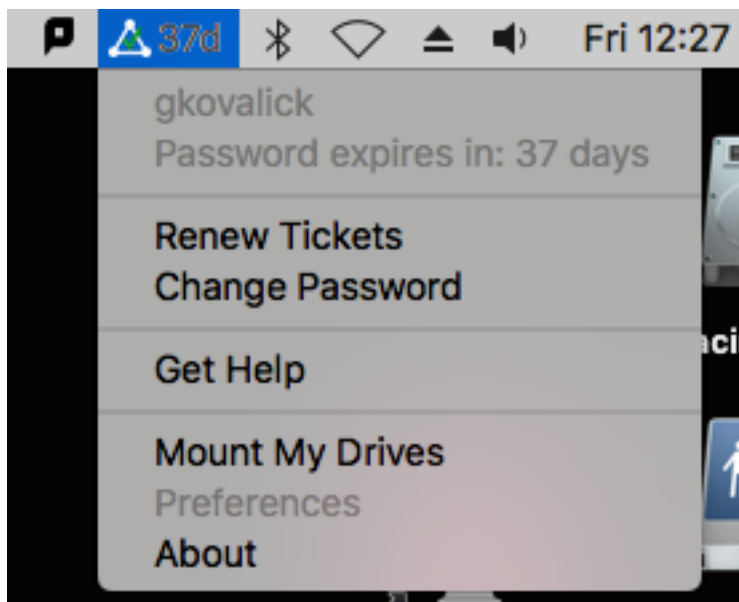 37d Fri 12:27
gkovalick
Password expires in: 37 days
Renew Tickets
Change Password
Get Help
Mount My Drives
Preferences
About